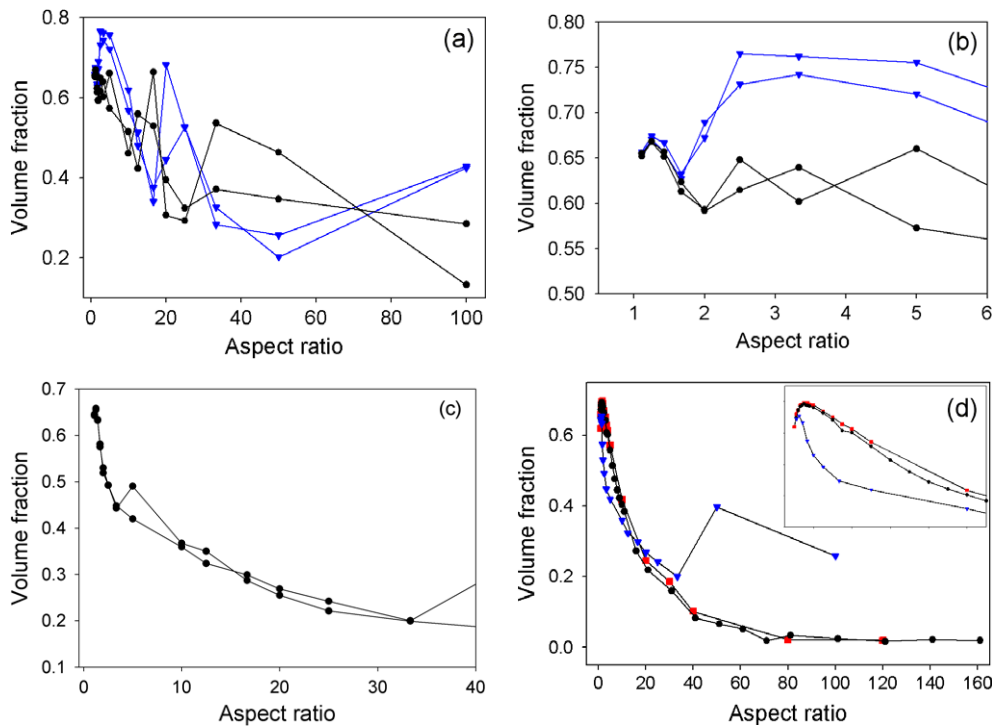 (a)
0.8
0.6
0.4
0.2
Volume fraction
0 20 40 60 80 100
Aspect ratio
(b)
0.80
0.75
0.70
0.65
0.60
0.55
0.50
Volume fraction
1 2 3 4 5 6
Aspect ratio
(c)
0.7
0.6
0.5
0.4
0.3
0.2
0.1
Volume fraction
0 10 20 30 40
Aspect ratio
(d)
0.6
0.4
0.2
0.0
Volume fraction
0 20 40 60 80 100 120 140 160
Aspect ratio